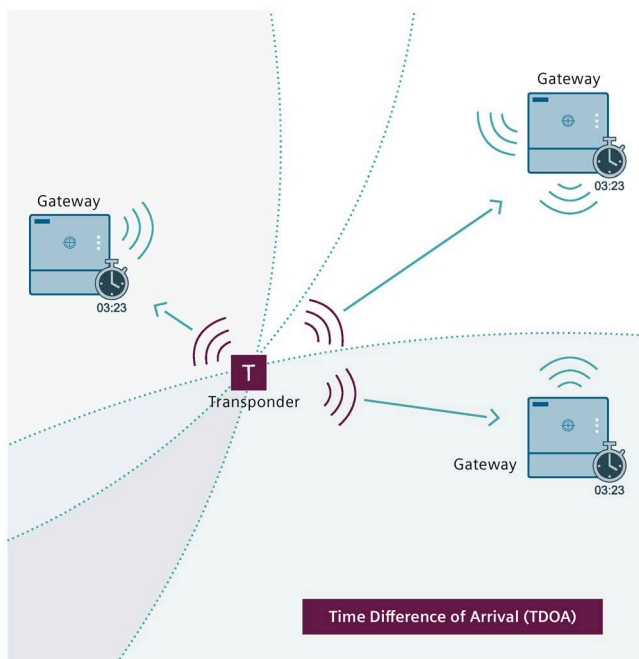 Gateway
03:23
Gateway
03:23
T
Transponder
Gateway
03:23
Time Difference of Arrival (TDOA)